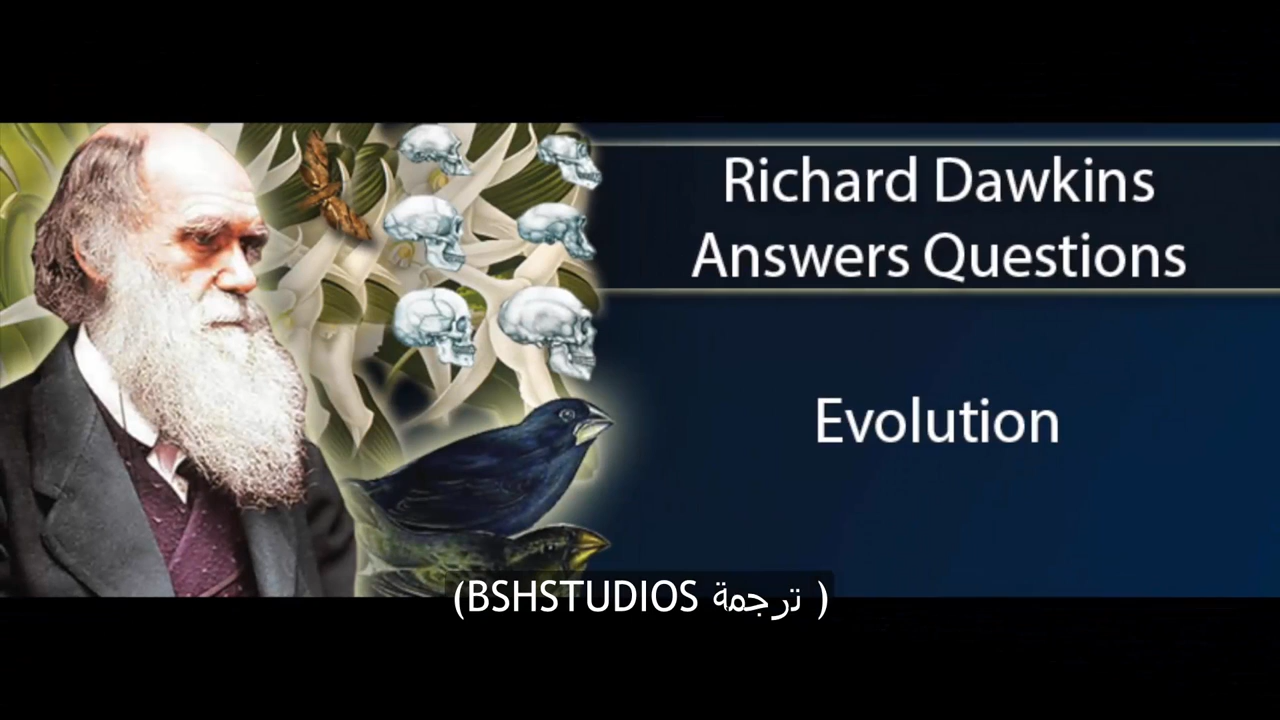 Richard Dawkins
Answers Questions
Evolution
(BSHSTUDIOS ترجمة )